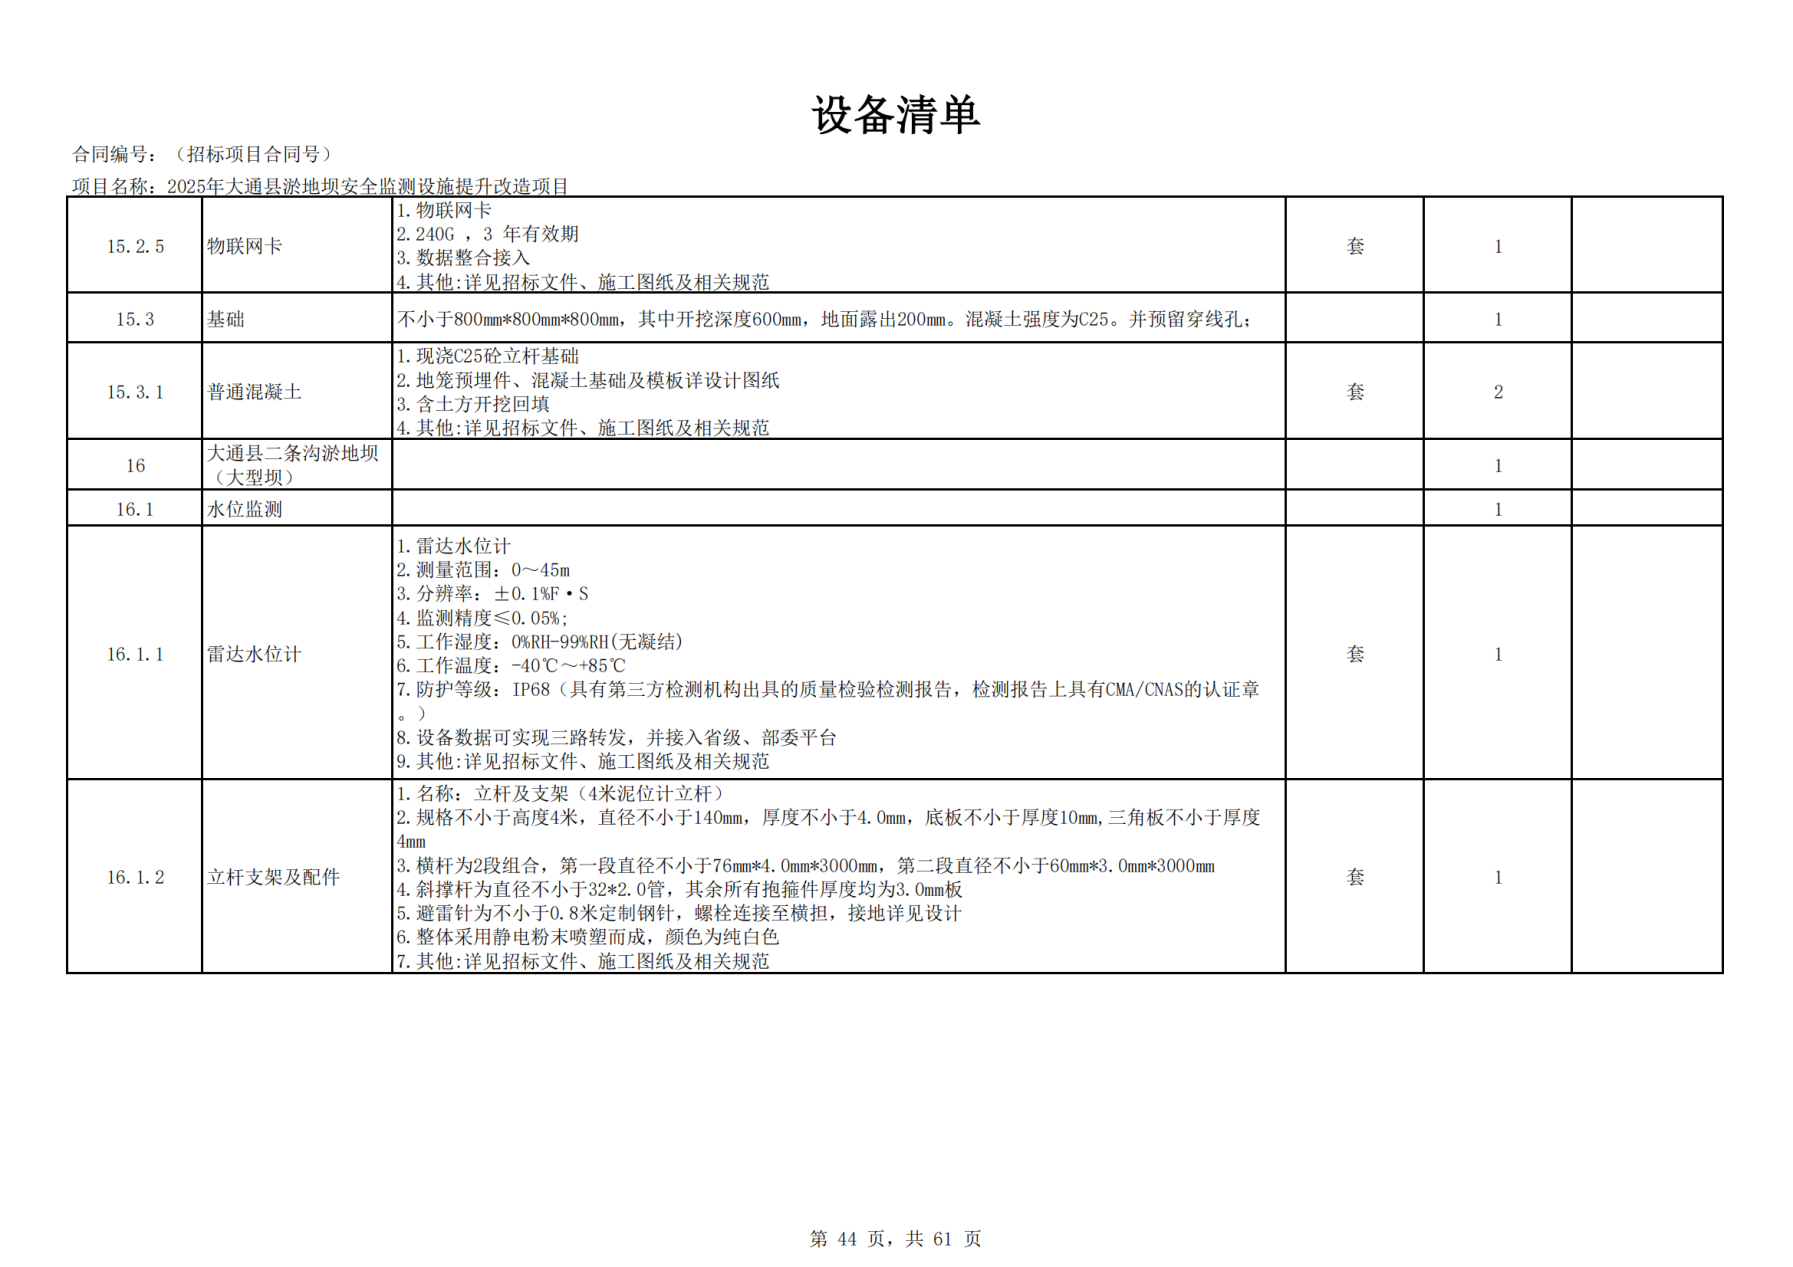 设备清单
合同编号：（招标项目合同号）
项目名称：2025年大通县淤地坝安全监测设施提升改造项目
15.2.5
物联网卡
1.物联网卡
2.240G ，3 年有效期
3.数据整合接入
4.其他:详见招标文件、施工图纸及相关规范
套
1
15.3
基础
不小于800mm*800mm*800mm，其中开挖深度600mm，地面露出200mm。混凝土强度为C25。并预留穿线孔；
1
15.3.1
普通混凝土
1.现浇C25砼立杆基础
2.地笼预埋件、混凝土基础及模板详设计图纸
3.含土方开挖回填
4.其他:详见招标文件、施工图纸及相关规范
套
2
16
大通县二条沟淤地坝
（大型坝）
1
16.1
水位监测
1
16.1.1
雷达水位计
1.雷达水位计
2.测量范围：0～45m
3.分辨率：±0.1%F·S
4.监测精度≤0.05%;
5.工作湿度：0%RH-99%RH(无凝结)
6.工作温度：-40℃～+85℃
7.防护等级：IP68（具有第三方检测机构出具的质量检验检测报告，检测报告上具有CMA/CNAS的认证章
。）
8.设备数据可实现三路转发，并接入省级、部委平台
9.其他:详见招标文件、施工图纸及相关规范
套
1
16.1.2
立杆支架及配件
1.名称：立杆及支架（4米泥位计立杆）
2.规格不小于高度4米，直径不小于140mm，厚度不小于4.0mm，底板不小于厚度10mm,三角板不小于厚度
4mm
3.横杆为2段组合，第一段直径不小于76mm*4.0mm*3000mm，第二段直径不小于60mm*3.0mm*3000mm
4.斜撑杆为直径不小于32*2.0管，其余所有抱箍件厚度均为3.0mm板
5.避雷针为不小于0.8米定制钢针，螺栓连接至横担，接地详见设计
6.整体采用静电粉末喷塑而成，颜色为纯白色
7.其他:详见招标文件、施工图纸及相关规范
套
1
第 44 页，共 61 页